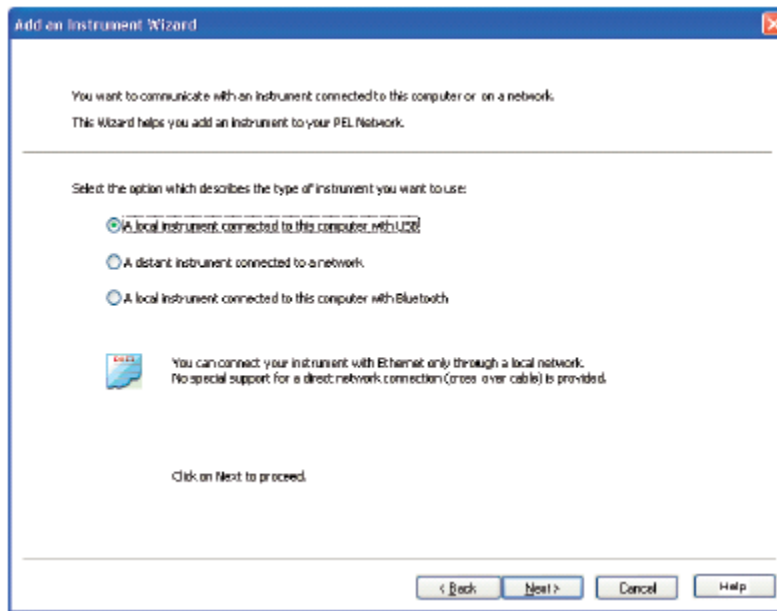 Add an Instrument Wizard
You want to communicate with an instrument connected to this computer or on a network.
This Wizard helps you add an instrument to your PEL Network.
Select the option which describes the type of instrument you want to use:
A local instrument connected to this computer with USB
A distant instrument connected to a network
A local instrument connected to this computer with Bluetooth
You can connect your instrument with Ethernet only through a local network.
No special support for a direct network connection (cross over cable) is provided.
Click on Next to proceed.
< Back Next > Cancel Help